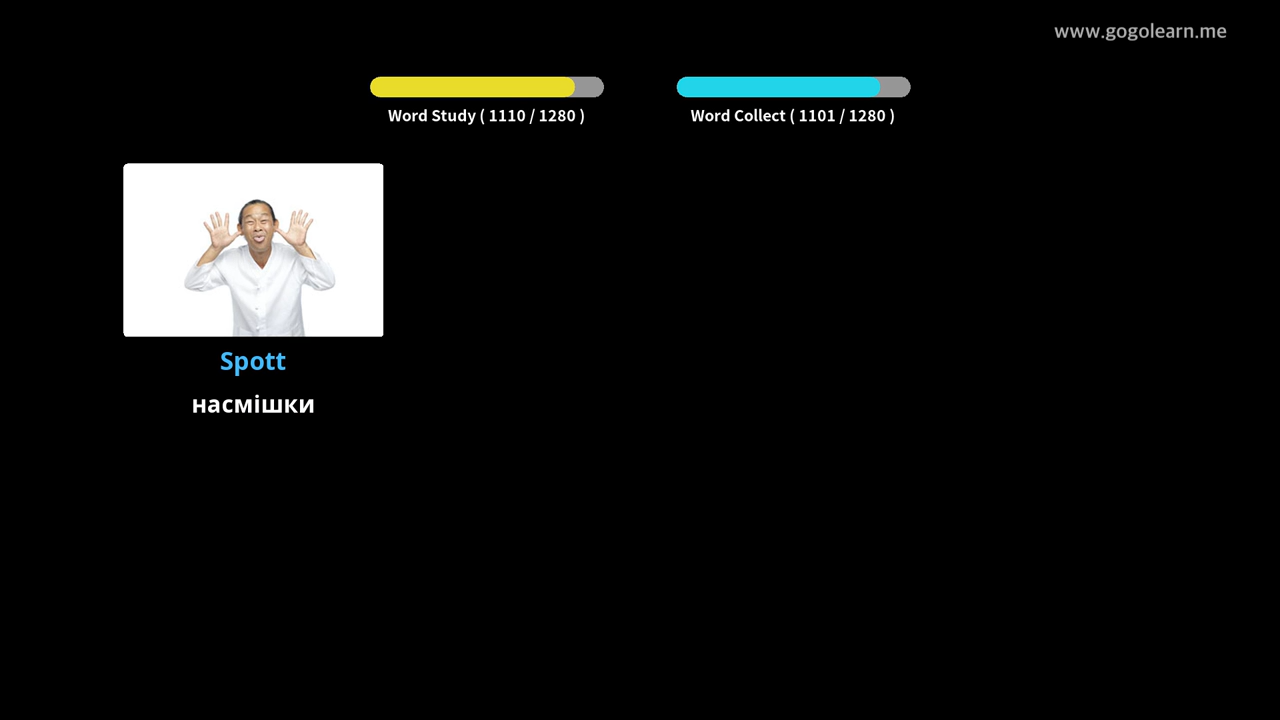 www.gogolearn.me
Word Study ( 1110 / 1280 )
Word Collect ( 1101 / 1280 )
Spott
насмішки